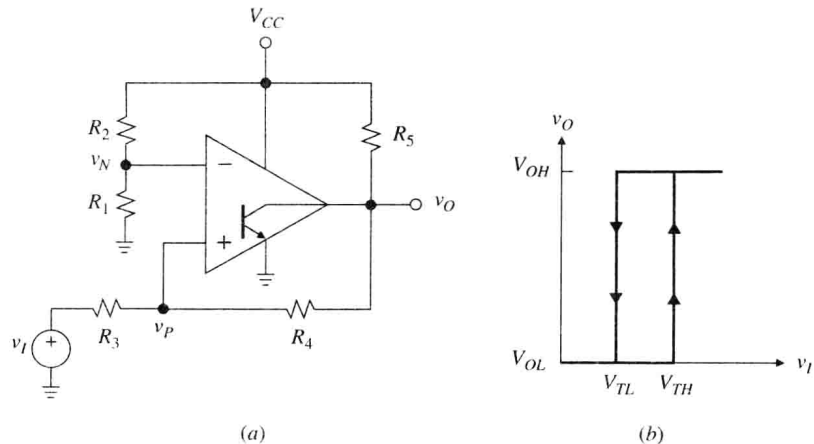 V_CC
R_2
R_5
v_N
−
R_1
v_O
+
v_I
+
R_3
v_P
R_4
(a)
v_O
V_OH
V_OL
V_TL
V_TH
v_I
(b)